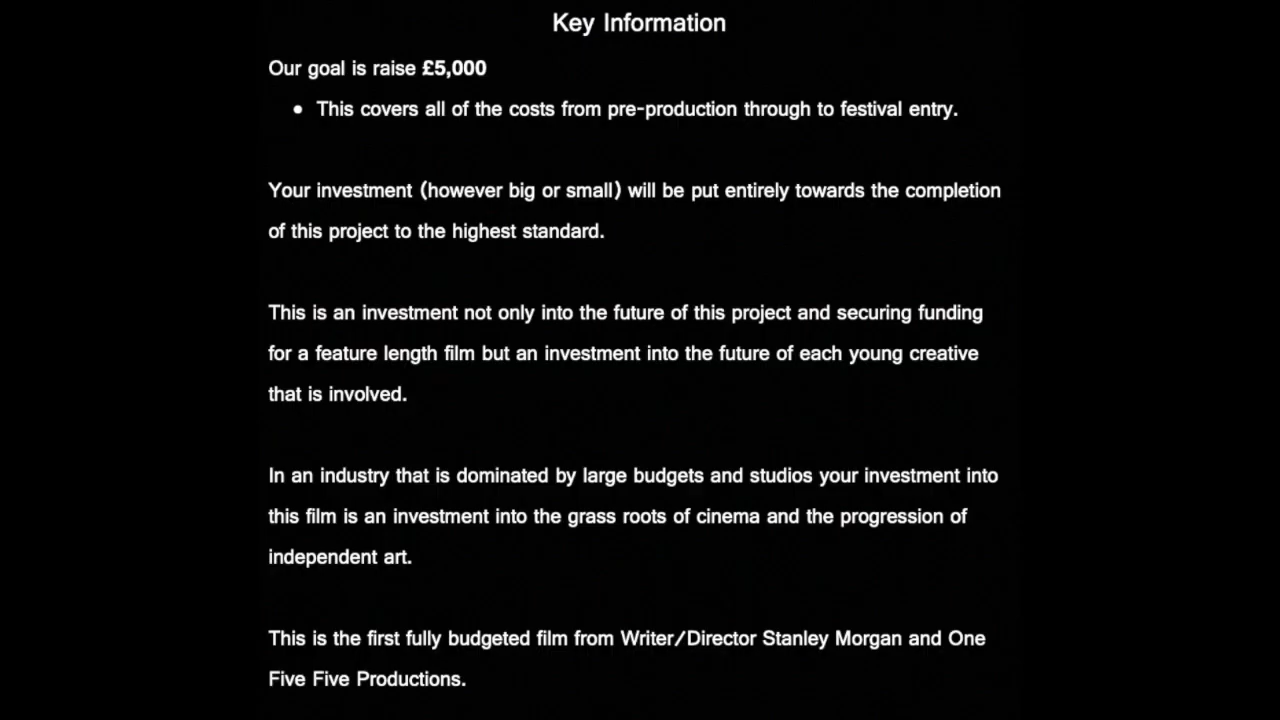 Key Information
Our goal is raise £5,000
• This covers all of the costs from pre-production through to festival entry.
Your investment (however big or small) will be put entirely towards the completion
of this project to the highest standard.
This is an investment not only into the future of this project and securing funding
for a feature length film but an investment into the future of each young creative
that is involved.
In an industry that is dominated by large budgets and studios your investment into
this film is an investment into the grass roots of cinema and the progression of
independent art.
This is the first fully budgeted film from Writer/Director Stanley Morgan and One
Five Five Productions.